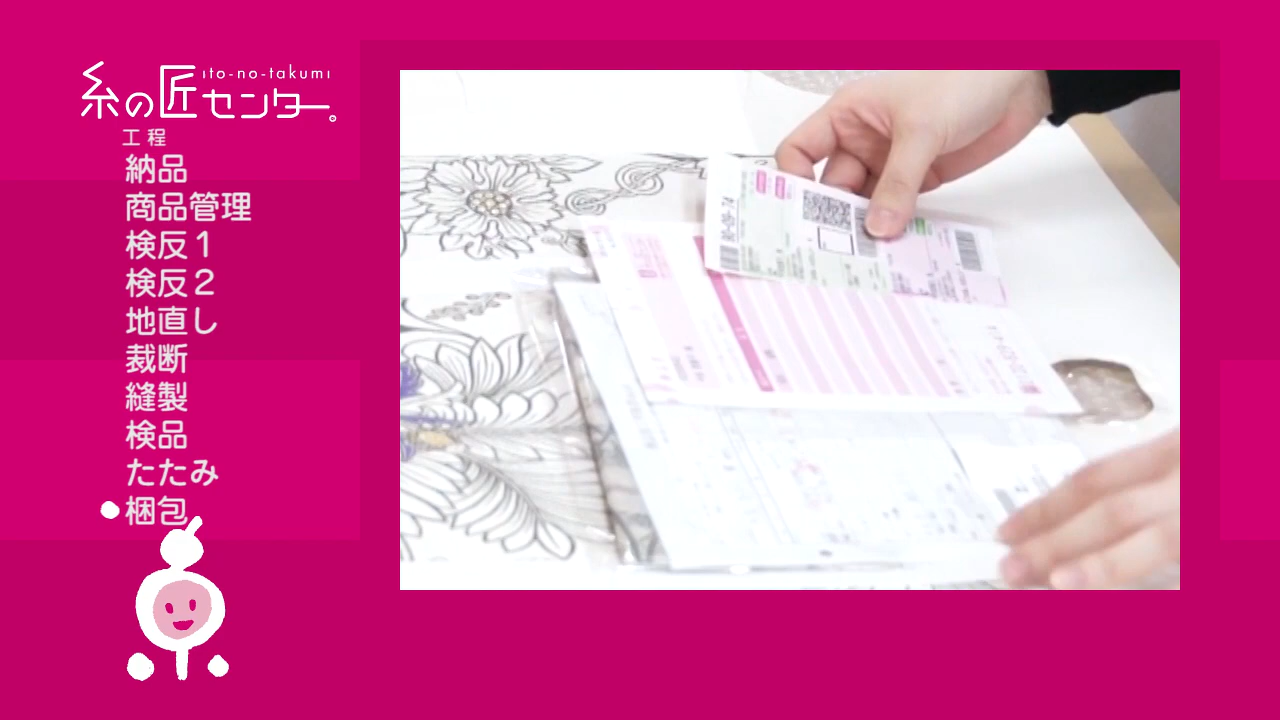 糸の匠センター。
ito-no-takumi
工程
納品
商品管理
検反1
検反2
地直し
裁断
縫製
検品
たたみ
梱包